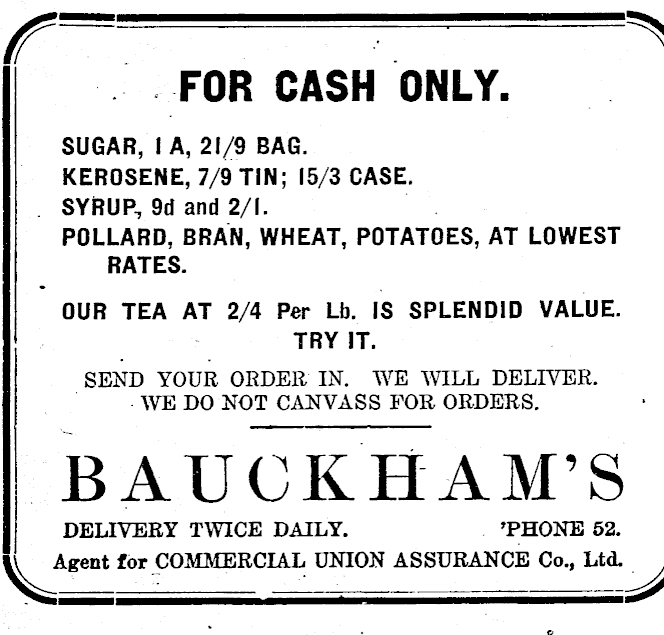 FOR CASH ONLY.
SUGAR, 1 A, 21/9 BAG.
KEROSENE, 7/9 TIN; 15/3 CASE.
SYRUP, 9d and 2/1.
POLLARD, BRAN, WHEAT, POTATOES, AT LOWEST
RATES.
OUR TEA AT 2/4 Per Lb. IS SPLENDID VALUE.
TRY IT.
SEND YOUR ORDER IN. WE WILL DELIVER.
WE DO NOT CANVASS FOR ORDERS.
BAUCKHAM'S
DELIVERY TWICE DAILY. 'PHONE 52.
Agent for COMMERCIAL UNION ASSURANCE Co., Ltd.